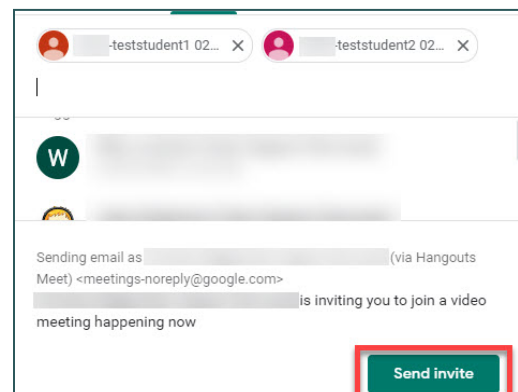 -teststudent1 02... -teststudent2 02...
W
Sending email as (via Hangouts
Meet) <meetings-noreply@google.com>
is inviting you to join a video
meeting happening now
Send invite